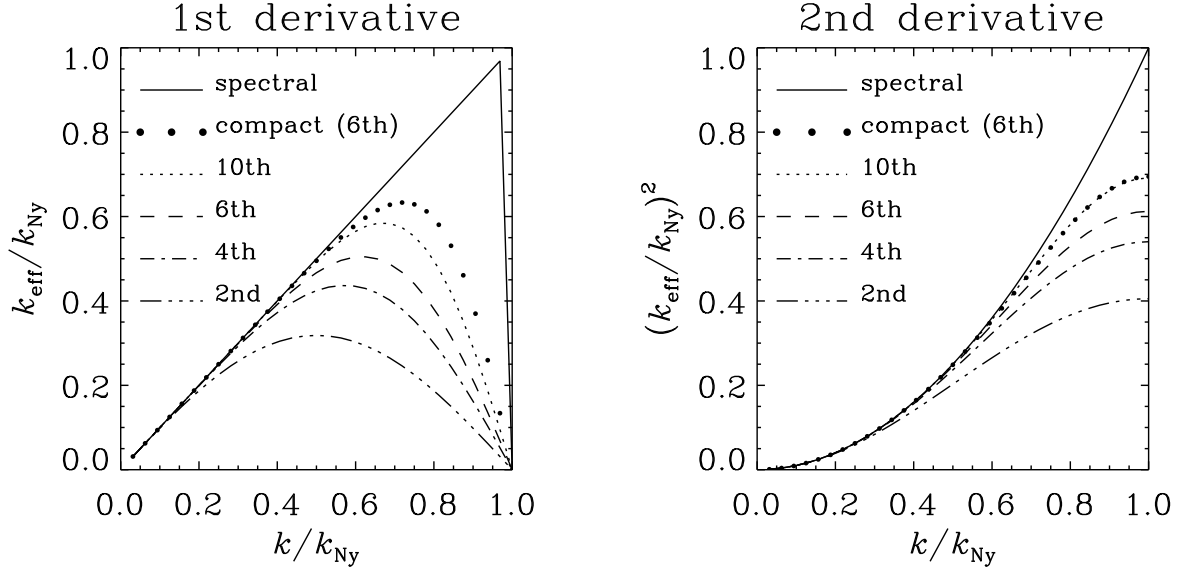 1st derivative
k_eff/k_Ny
1.0
0.8
0.6
0.4
0.2
0.0
spectral
compact (6th)
10th
6th
4th
2nd
0.0 0.2 0.4 0.6 0.8 1.0
k/k_Ny
2nd derivative
(k_eff/k_Ny)^2
1.0
0.8
0.6
0.4
0.2
0.0
spectral
compact (6th)
10th
6th
4th
2nd
0.0 0.2 0.4 0.6 0.8 1.0
k/k_Ny